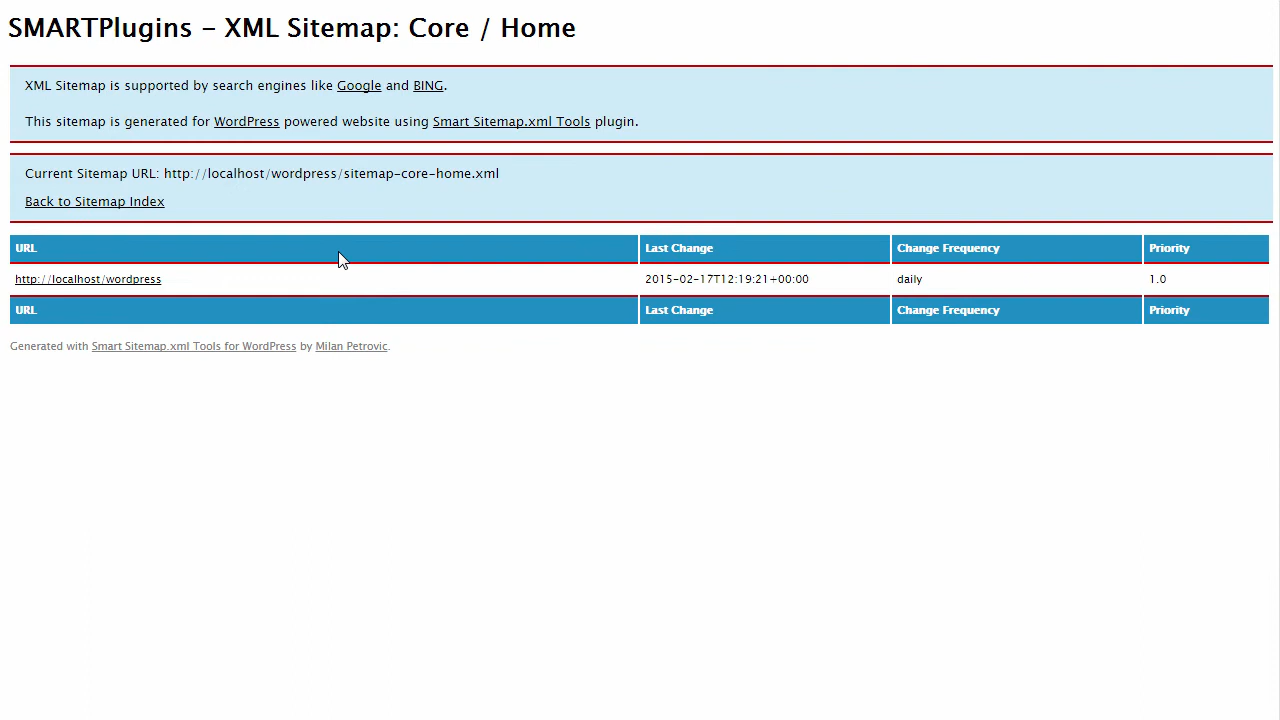 SMARTPlugins - XML Sitemap: Core / Home
XML Sitemap is supported by search engines like Google and BING.
This sitemap is generated for WordPress powered website using Smart Sitemap.xml Tools plugin.
Current Sitemap URL: http://localhost/wordpress/sitemap-core-home.xml
Back to Sitemap Index
URL Last Change Change Frequency Priority
http://localhost/wordpress 2015-02-17T12:19:21+00:00 daily 1.0
URL Last Change Change Frequency Priority
Generated with Smart Sitemap.xml Tools for WordPress by Milan Petrovic.